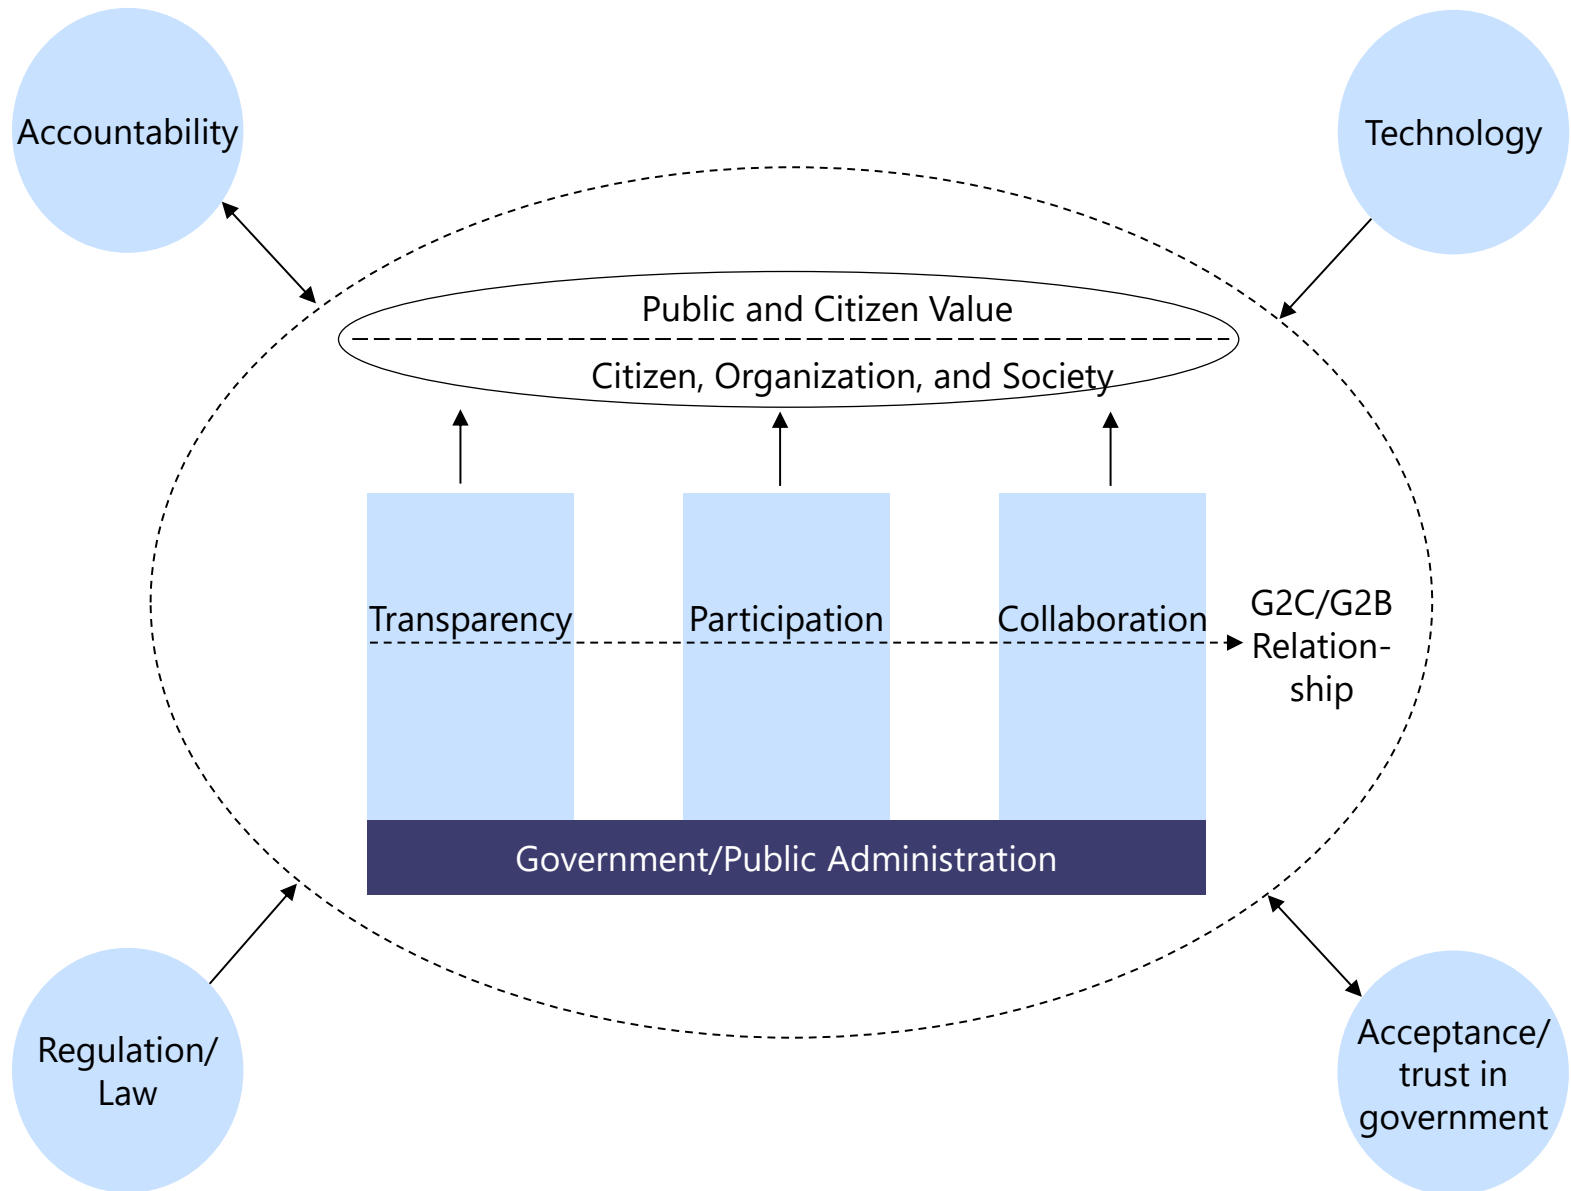 Accountability
Technology
Public and Citizen Value
Citizen, Organization, and Society
Transparency
Participation
Collaboration
G2C/G2B
Relation-
ship
Government/Public Administration
Regulation/
Law
Acceptance/
trust in
government